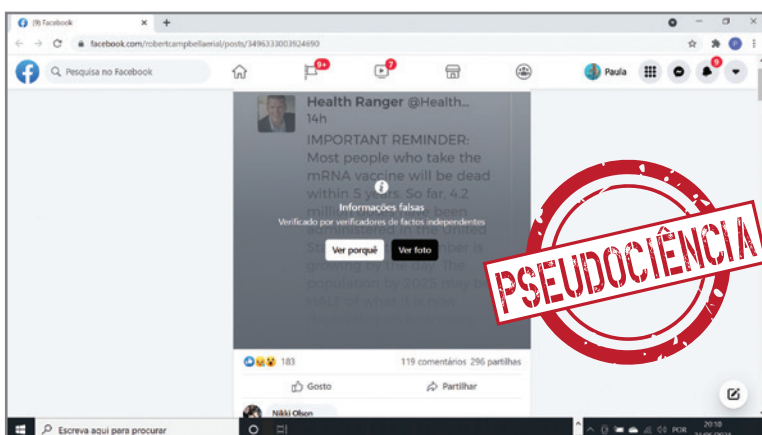 (9) Facebook
facebook.com/robertcampbellaerial/posts/3496333003924690
Pesquisa no Facebook
9+
7
Paula
9
Health Ranger @Health...
14h
IMPORTANT REMINDER:
Most people who take the
mRNA vaccine will be dead
within 5 years. So far, 4.2
Informações falsas
Verificado por verificadores de factos independentes
Ver porquê
Ver foto
growing by the day. The
population by 2025 may be
HALF of what it is now
PSEUDOCIÊNCIA
183
119 comentários 296 partilhas
Gosto
Partilhar
Nikki Olson
Escreva aqui para procurar
POR
20:10